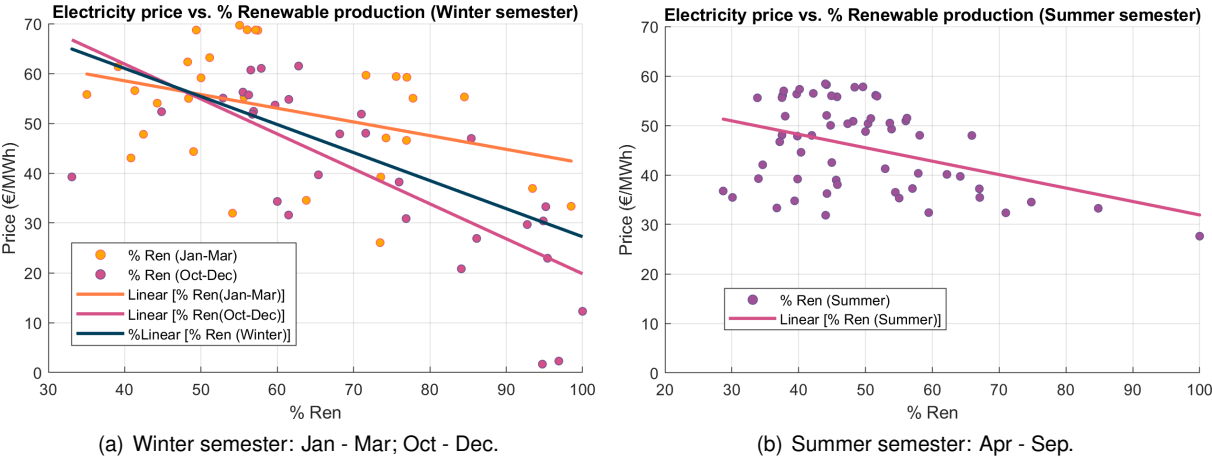 Electricity price vs. % Renewable production (Winter semester)
Price (€/MWh)
70
60
50
40
30
20
10
0
% Ren (Jan-Mar)
% Ren (Oct-Dec)
Linear [% Ren(Jan-Mar)]
Linear [% Ren(Oct-Dec)]
%Linear [% Ren (Winter)]
30 40 50 60 70 80 90 100
% Ren
(a) Winter semester: Jan - Mar; Oct - Dec.
Electricity price vs. % Renewable production (Summer semester)
Price (€/MWh)
70
60
50
40
30
20
10
0
% Ren (Summer)
Linear [% Ren (Summer)]
20 30 40 50 60 70 80 90 100
% Ren
(b) Summer semester: Apr - Sep.